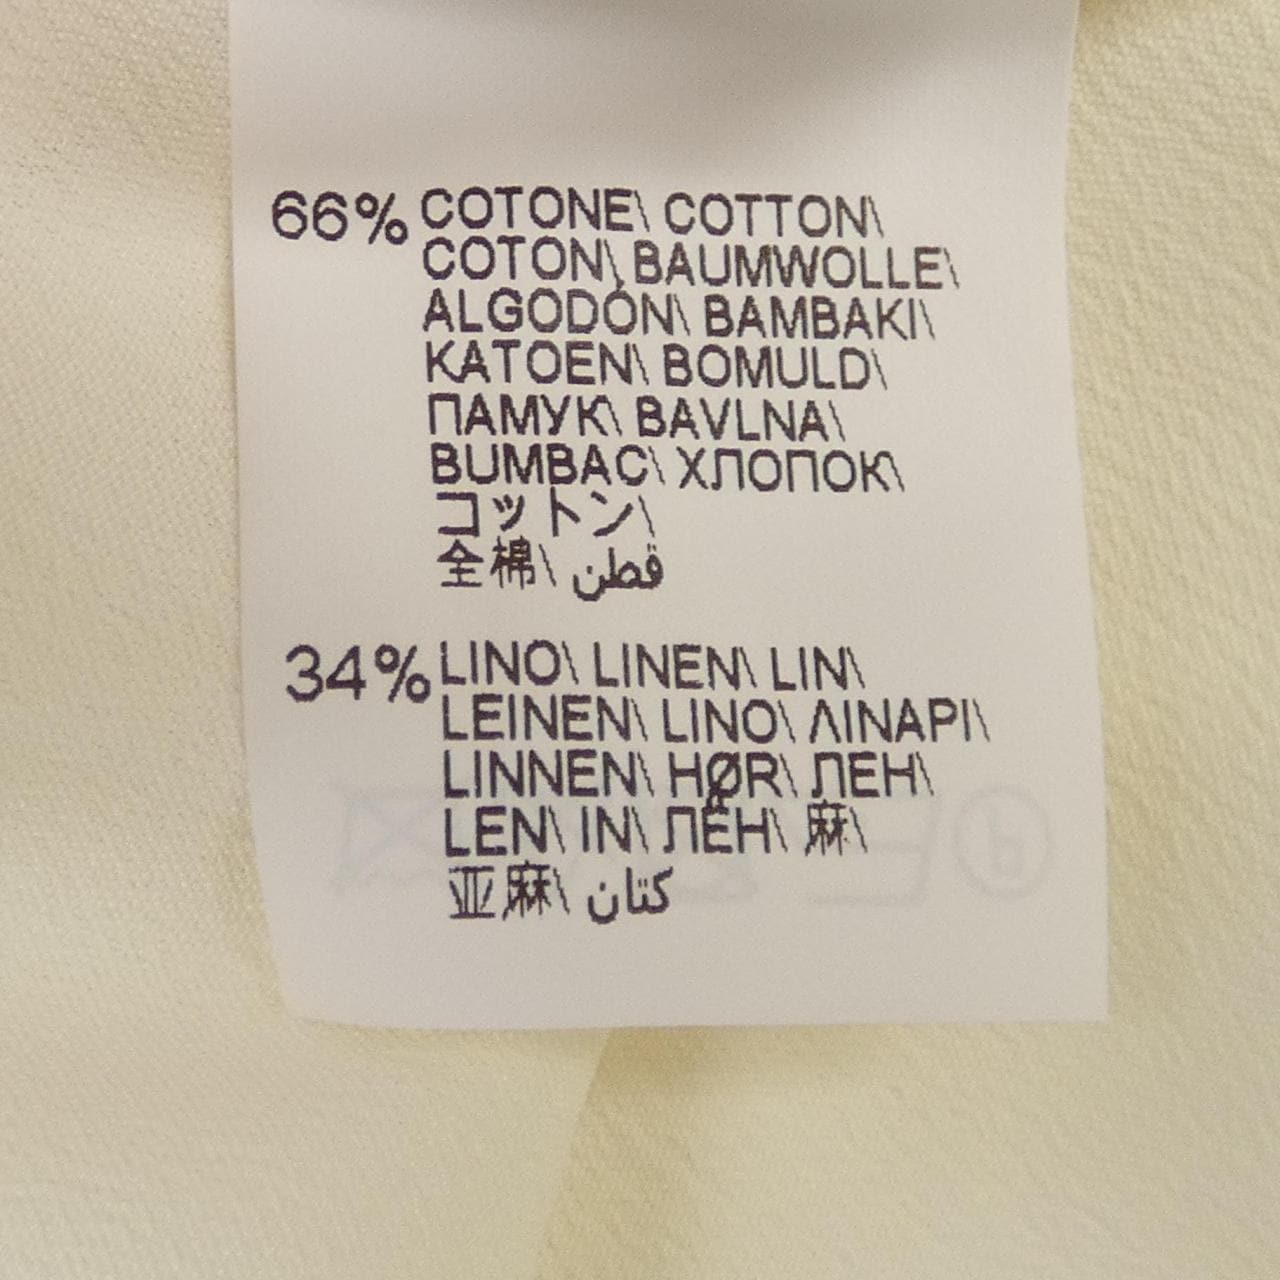 66% COTONE\ COTTON\
COTON\ BAUMWOLLE\
ALGODÓN\ BAMBAKI\
KATOEN\ BOMULD\
ПАМУК\ BAVLNA\
BUMBAC\ ХЛОПОК\
コットン\
全棉\ قطن
34% LINO\ LINEN\ LIN\
LEINEN\ LINO\ ΛΙΝΑΡΙ\
LINNEN\ HØR\ ЛЕН\
LEN\ IN\ ЛЁН\ 麻\
亚麻\ كتان